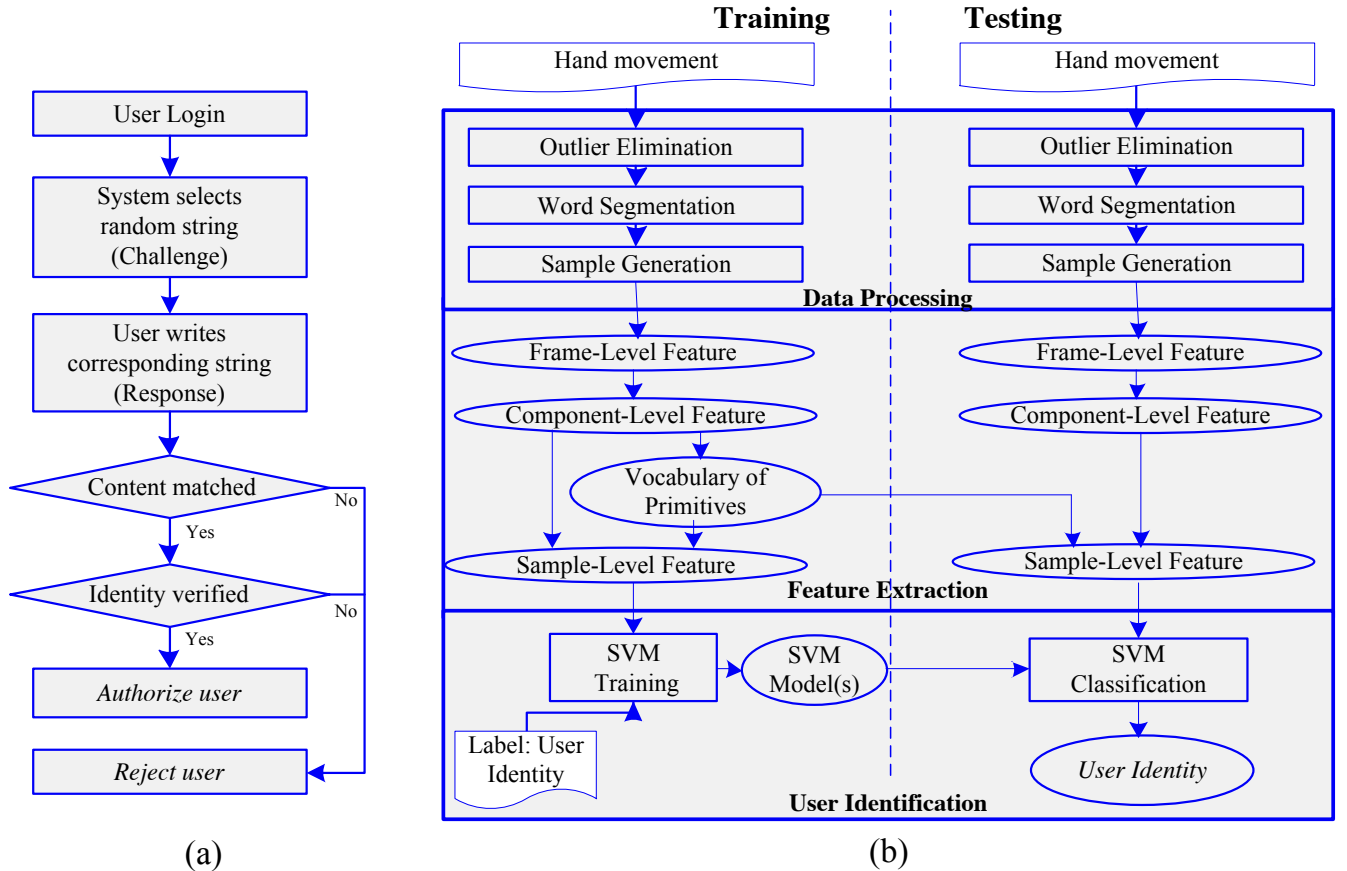 User Login
System selects
random string
(Challenge)
User writes
corresponding string
(Response)
Content matched
No
Yes
Identity verified
No
Yes
Authorize user
Reject user
(a)
Training
Testing
Hand movement
Outlier Elimination
Word Segmentation
Sample Generation
Hand movement
Outlier Elimination
Word Segmentation
Sample Generation
Data Processing
Frame-Level Feature
Component-Level Feature
Vocabulary of
Primitives
Sample-Level Feature
Frame-Level Feature
Component-Level Feature
Sample-Level Feature
Feature Extraction
SVM
Training
SVM
Model(s)
Label: User
Identity
SVM
Classification
User Identity
User Identification
(b)